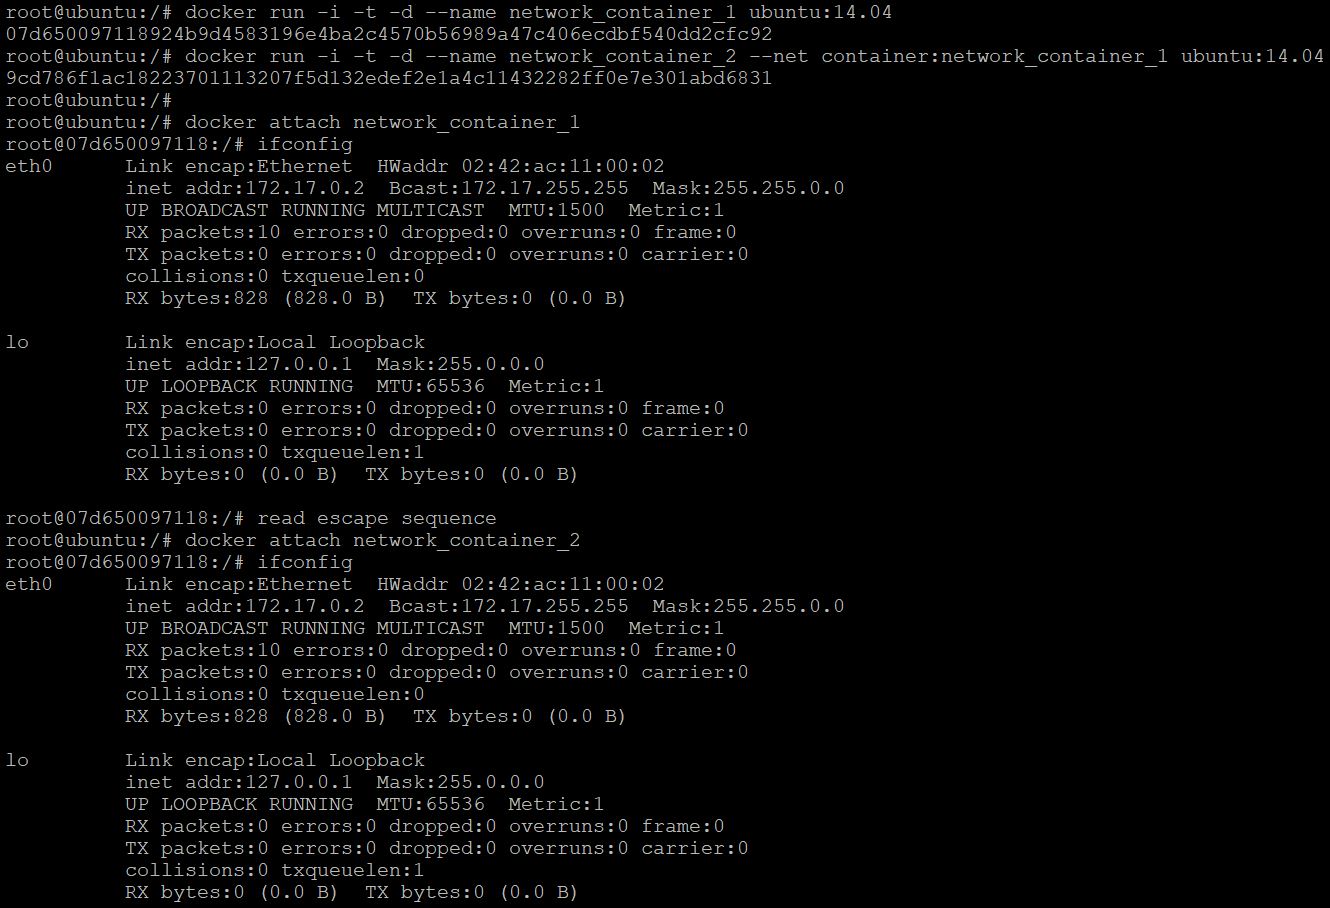 root@ubuntu:/# docker run -i -t -d --name network_container_1 ubuntu:14.04
07d650097118924b9d4583196e4ba2c4570b56989a47c406ecdbf540dd2cfc92
root@ubuntu:/# docker run -i -t -d --name network_container_2 --net container:network_container_1 ubuntu:14.04
9cd786f1ac18223701113207f5d132edef2e1a4c11432282ff0e7e301abd6831
root@ubuntu:/#
root@ubuntu:/# docker attach network_container_1
root@07d650097118:/# ifconfig
eth0      Link encap:Ethernet  HWaddr 02:42:ac:11:00:02
          inet addr:172.17.0.2  Bcast:172.17.255.255  Mask:255.255.0.0
          UP BROADCAST RUNNING MULTICAST  MTU:1500  Metric:1
          RX packets:10 errors:0 dropped:0 overruns:0 frame:0
          TX packets:0 errors:0 dropped:0 overruns:0 carrier:0
          collisions:0 txqueuelen:0
          RX bytes:828 (828.0 B)  TX bytes:0 (0.0 B)

lo        Link encap:Local Loopback
          inet addr:127.0.0.1  Mask:255.0.0.0
          UP LOOPBACK RUNNING  MTU:65536  Metric:1
          RX packets:0 errors:0 dropped:0 overruns:0 frame:0
          TX packets:0 errors:0 dropped:0 overruns:0 carrier:0
          collisions:0 txqueuelen:1
          RX bytes:0 (0.0 B)  TX bytes:0 (0.0 B)

root@07d650097118:/# read escape sequence
root@ubuntu:/# docker attach network_container_2
root@07d650097118:/# ifconfig
eth0      Link encap:Ethernet  HWaddr 02:42:ac:11:00:02
          inet addr:172.17.0.2  Bcast:172.17.255.255  Mask:255.255.0.0
          UP BROADCAST RUNNING MULTICAST  MTU:1500  Metric:1
          RX packets:10 errors:0 dropped:0 overruns:0 frame:0
          TX packets:0 errors:0 dropped:0 overruns:0 carrier:0
          collisions:0 txqueuelen:0
          RX bytes:828 (828.0 B)  TX bytes:0 (0.0 B)

lo        Link encap:Local Loopback
          inet addr:127.0.0.1  Mask:255.0.0.0
          UP LOOPBACK RUNNING  MTU:65536  Metric:1
          RX packets:0 errors:0 dropped:0 overruns:0 frame:0
          TX packets:0 errors:0 dropped:0 overruns:0 carrier:0
          collisions:0 txqueuelen:1
          RX bytes:0 (0.0 B)  TX bytes:0 (0.0 B)